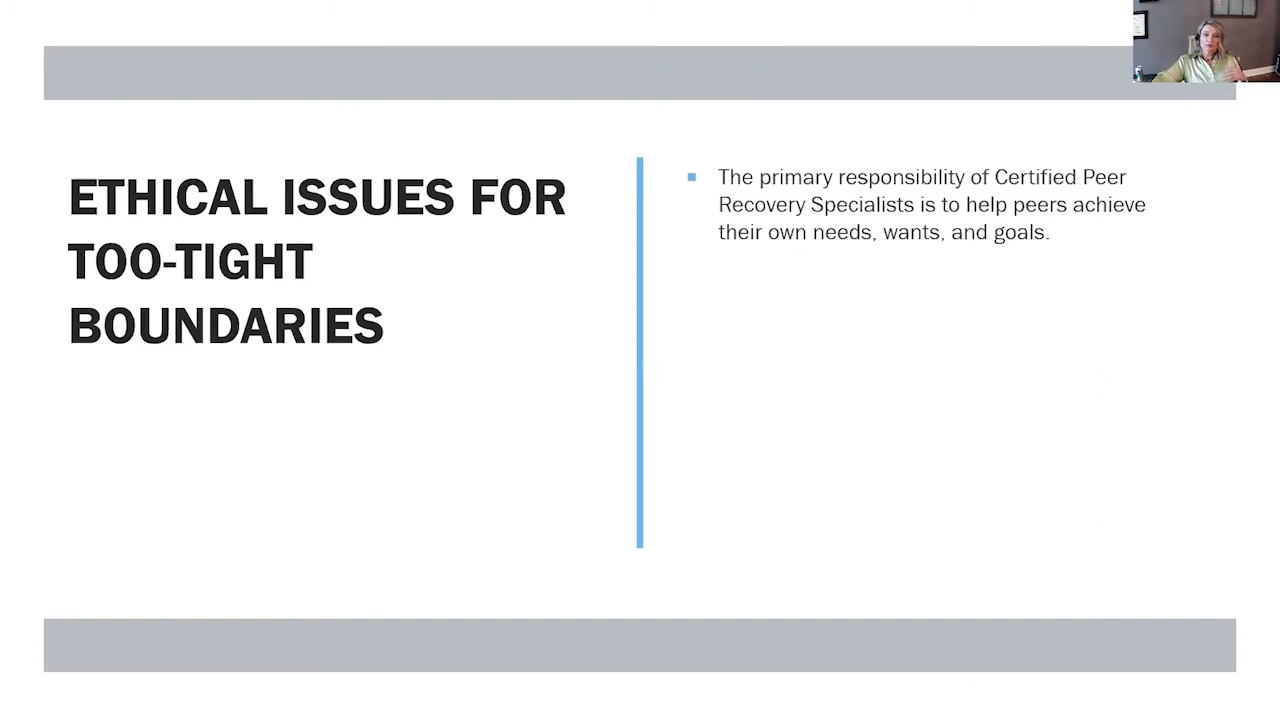 ETHICAL ISSUES FOR
TOO-TIGHT
BOUNDARIES
The primary responsibility of Certified Peer
Recovery Specialists is to help peers achieve
their own needs, wants, and goals.